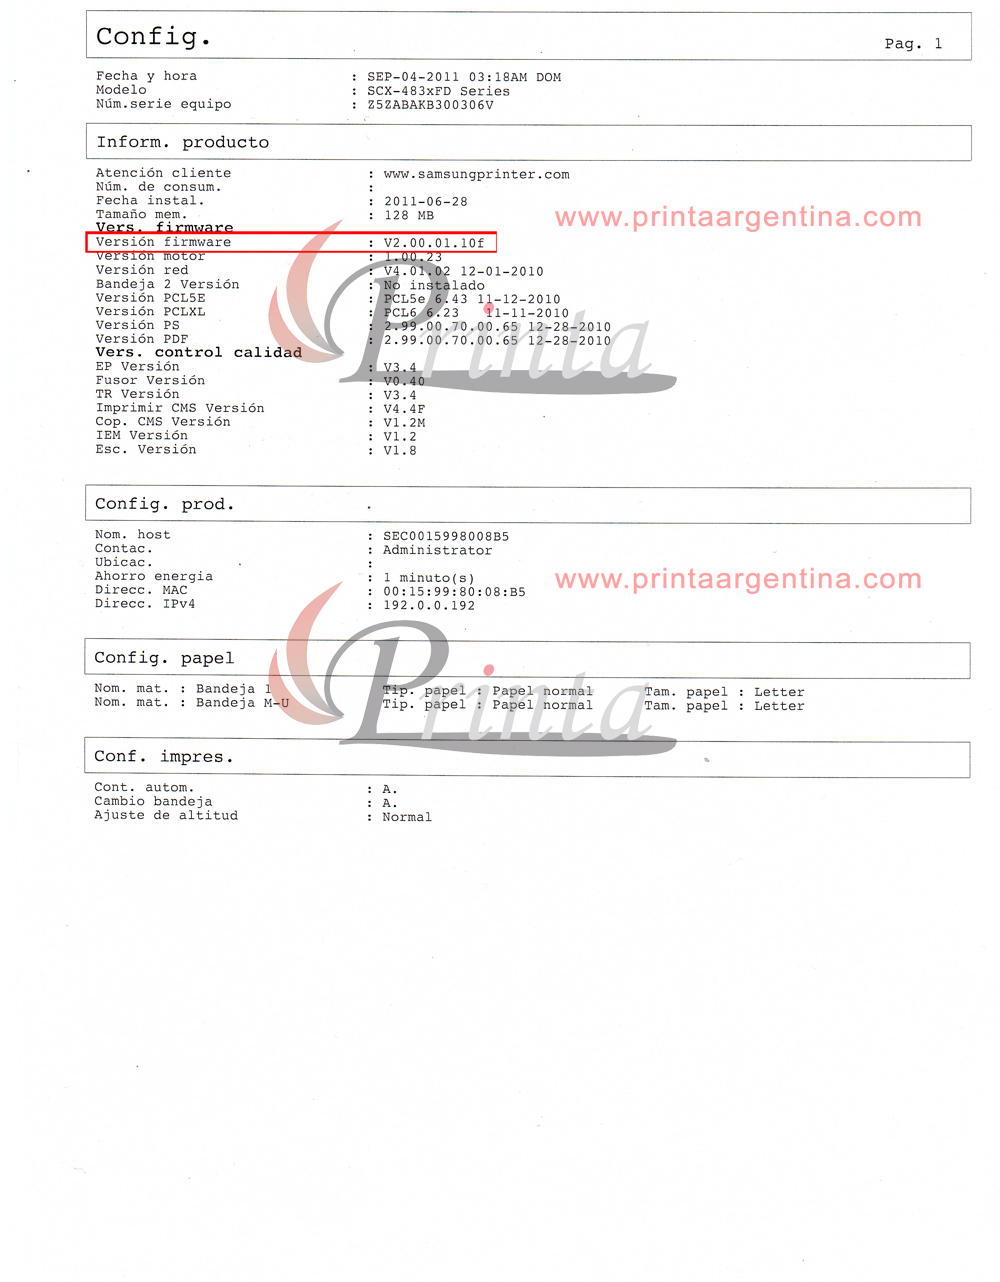 Config.
Pag. 1
Fecha y hora : SEP-04-2011 03:18AM DOM
Modelo : SCX-483xFD Series
Núm.serie equipo : Z5ZABAKB300306V
Inform. producto
Atención cliente : www.samsungprinter.com
Núm. de consum. :
Fecha instal. : 2011-06-28
Tamaño mem. : 128 MB
www.printaargentina.com
Vers. firmware
Versión firmware : V2.00.01.10f
Versión motor : 1.00.23
Versión red : V4.01.02 12-01-2010
Bandeja 2 Versión : No instalado
Versión PCL5E : PCL5e 6.43 11-12-2010
Versión PCLXL : PCL6 6.23 11-11-2010
Versión PS : 2.99.00.70.00.65 12-28-2010
Versión PDF : 2.99.00.70.00.65 12-28-2010
Printa
Vers. control calidad
EP Versión : V3.4
Fusor Versión : V0.40
TR Versión : V3.4
Imprimir CMS Versión : V4.4F
Cop. CMS Versión : V1.2M
IEM Versión : V1.2
Esc. Versión : V1.8
Config. prod.
Nom. host : SEC0015998008B5
Contac. : Administrator
Ubicac. :
Ahorro energia : 1 minuto(s)
www.printaargentina.com
Direcc. MAC : 00:15:99:80:08:B5
Direcc. IPv4 : 192.0.0.192
Config. papel
Nom. mat. : Bandeja 1 Tip. papel : Papel normal Tam. papel : Letter
Nom. mat. : Bandeja M-U Tip. papel : Papel normal Tam. papel : Letter
Printa
Conf. impres.
Cont. autom. : A.
Cambio bandeja : A.
Ajuste de altitud : Normal